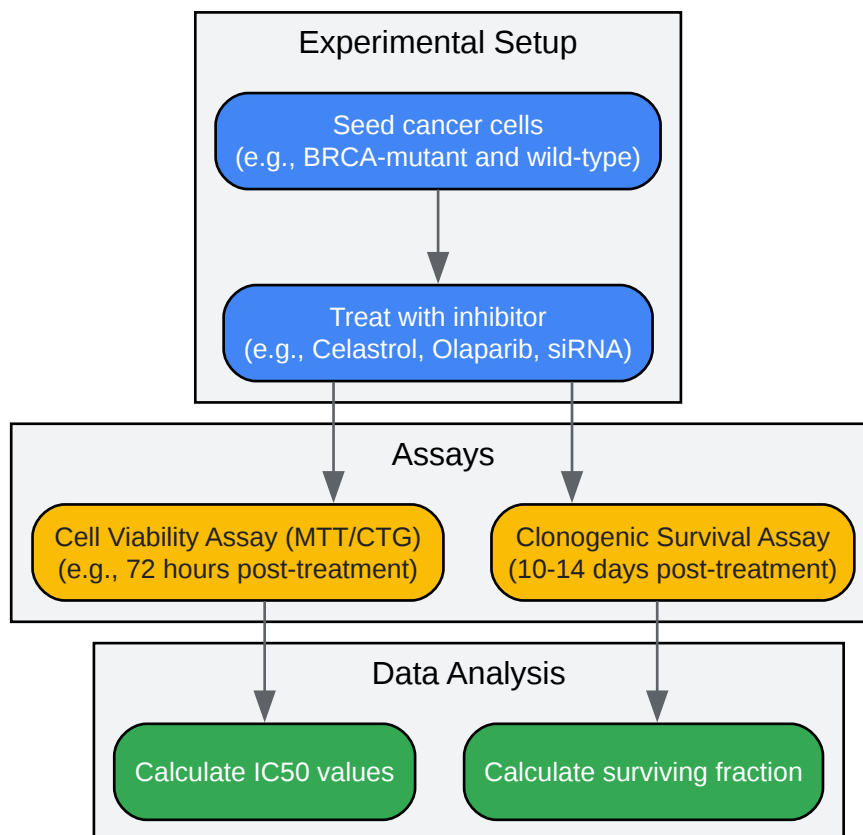 Experimental Setup
Seed cancer cells
(e.g., BRCA-mutant and wild-type)
Treat with inhibitor
(e.g., Celastrol, Olaparib, siRNA)
Assays
Cell Viability Assay (MTT/CTG)
(e.g., 72 hours post-treatment)
Clonogenic Survival Assay
(10-14 days post-treatment)
Data Analysis
Calculate IC50 values
Calculate surviving fraction